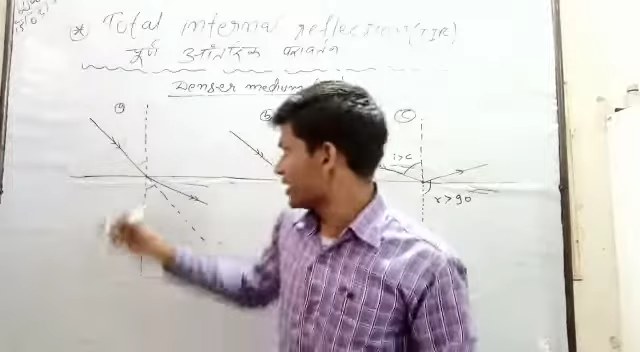 * Total internal reflection (TIR)
पूर्ण आंतरिक परावर्तन
Denser medium
a
b
c
i>c
r>90